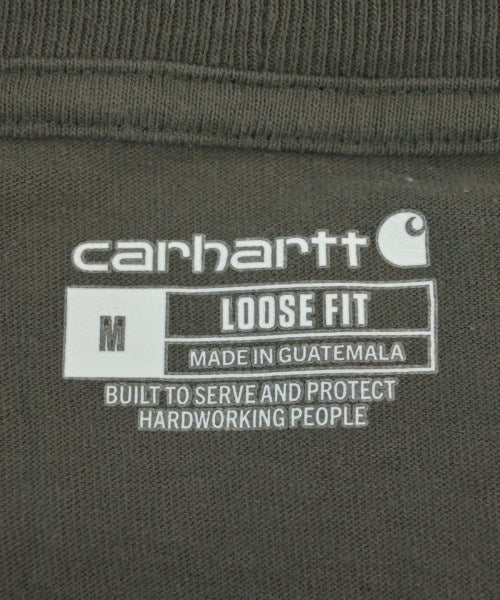 carhartt
M
LOOSE FIT
MADE IN GUATEMALA
BUILT TO SERVE AND PROTECT
HARDWORKING PEOPLE